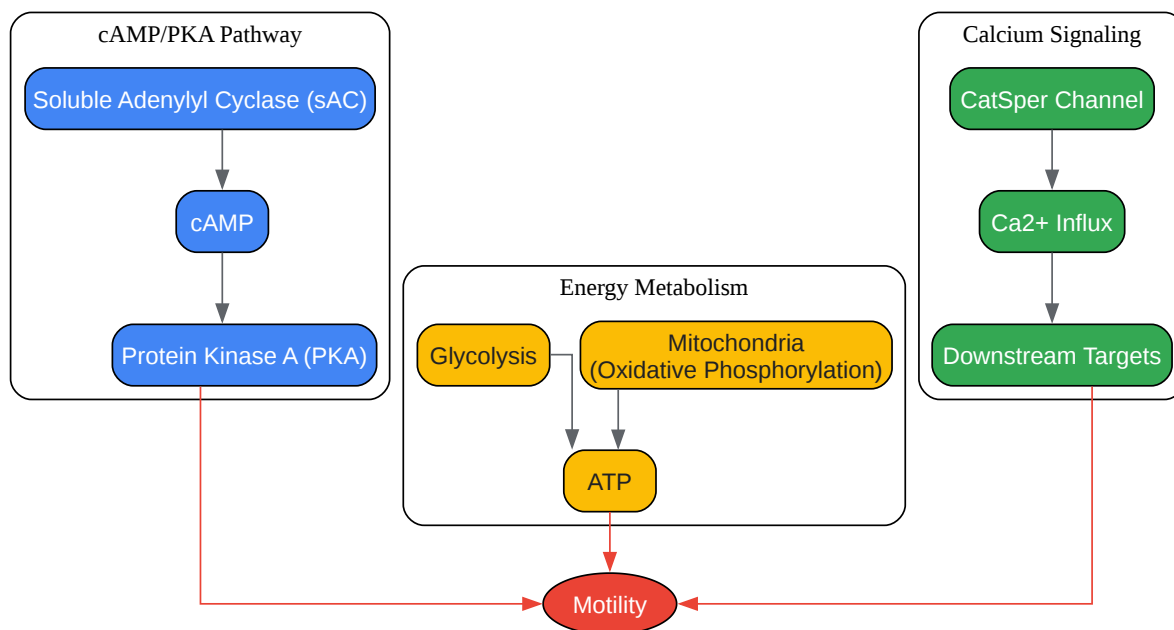 cAMP/PKA Pathway
Soluble Adenylyl Cyclase (sAC)
cAMP
Protein Kinase A (PKA)
Energy Metabolism
Glycolysis
Mitochondria
(Oxidative Phosphorylation)
ATP
Calcium Signaling
CatSper Channel
Ca2+ Influx
Downstream Targets
Motility